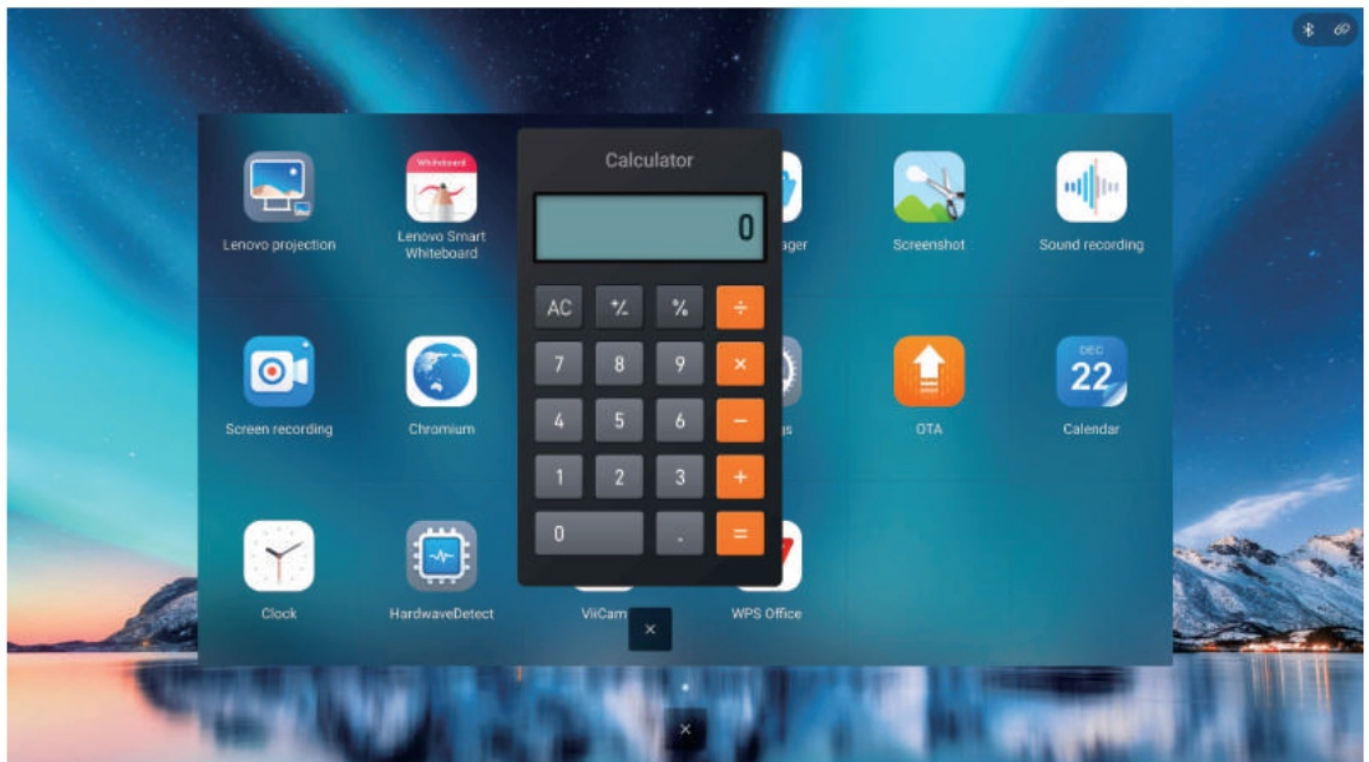 Calculator
0
Whiteboard
Lenovo projection
Lenovo Smart
Whiteboard
ager
Screenshot
Sound recording
AC +/- % ÷
7 8 9 ×
4 5 6 −
1 2 3 +
0 . =
DEC
22
Screen recording
Chromium
gs
OTA
Calendar
Clock
HardwaveDetect
ViiCam
WPS Office
×
×